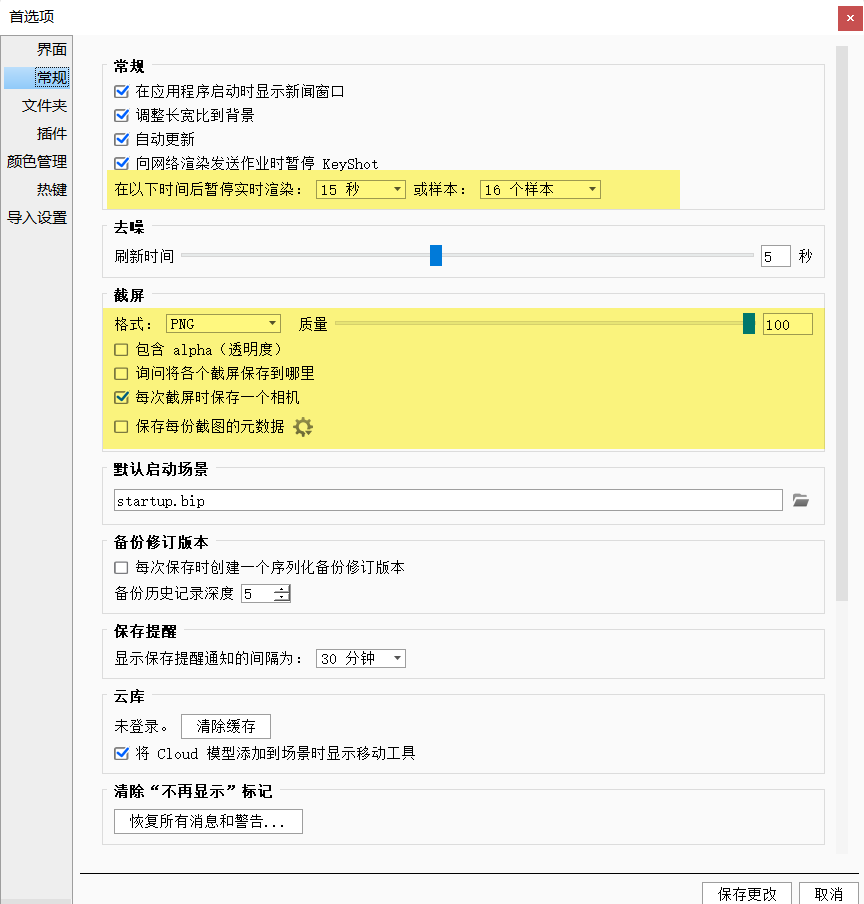 首选项
界面
常规
文件夹
插件
颜色管理
热键
导入设置
常规
在应用程序启动时显示新闻窗口
调整长宽比到背景
自动更新
向网络渲染发送作业时暂停 KeyShot
在以下时间后暂停实时渲染： 15 秒 或样本： 16 个样本
去噪
刷新时间 5 秒
截屏
格式： PNG 质量 100
包含 alpha（透明度）
询问将各个截屏保存到哪里
每次截屏时保存一个相机
保存每份截图的元数据
默认启动场景
startup.bip
备份修订版本
每次保存时创建一个序列化备份修订版本
备份历史记录深度 5
保存提醒
显示保存提醒通知的间隔为： 30 分钟
云库
未登录。 清除缓存
将 Cloud 模型添加到场景时显示移动工具
清除“不再显示”标记
恢复所有消息和警告...
保存更改 取消